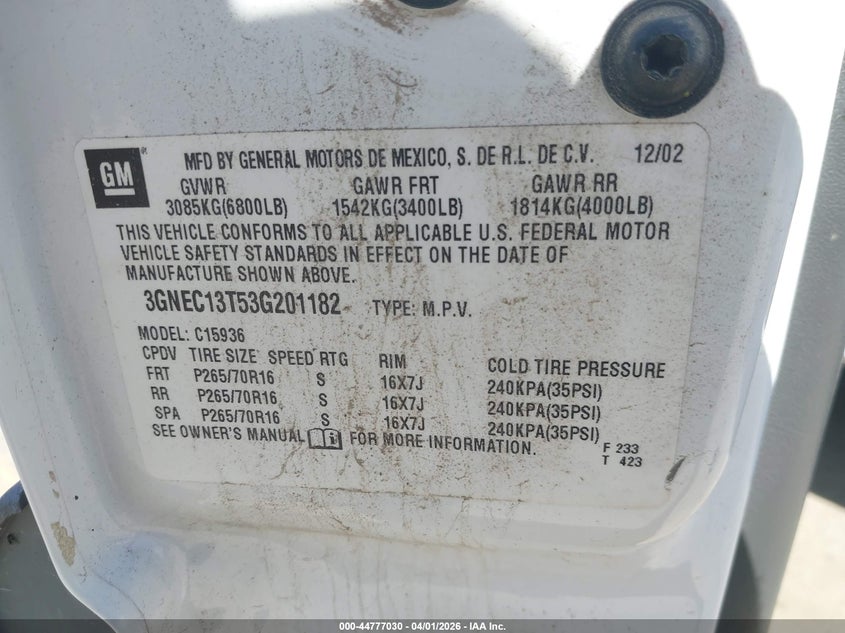 GM
MFD BY GENERAL MOTORS DE MEXICO, S. DE R.L. DE C.V. 12/02
GVWR GAWR FRT GAWR RR
3085KG(6800LB) 1542KG(3400LB) 1814KG(4000LB)
THIS VEHICLE CONFORMS TO ALL APPLICABLE U.S. FEDERAL MOTOR
VEHICLE SAFETY STANDARDS IN EFFECT ON THE DATE OF
MANUFACTURE SHOWN ABOVE.
3GNEC13T53G201182 TYPE: M.P.V.
MODEL: C15936
CPDV TIRE SIZE SPEED RTG RIM COLD TIRE PRESSURE
FRT P265/70R16 S 16X7J 240KPA(35PSI)
RR P265/70R16 S 16X7J 240KPA(35PSI)
SPA P265/70R16 S 16X7J 240KPA(35PSI)
SEE OWNER'S MANUAL FOR MORE INFORMATION.
F 233
T 423
000-44777030 - 04/01/2026 - IAA Inc.